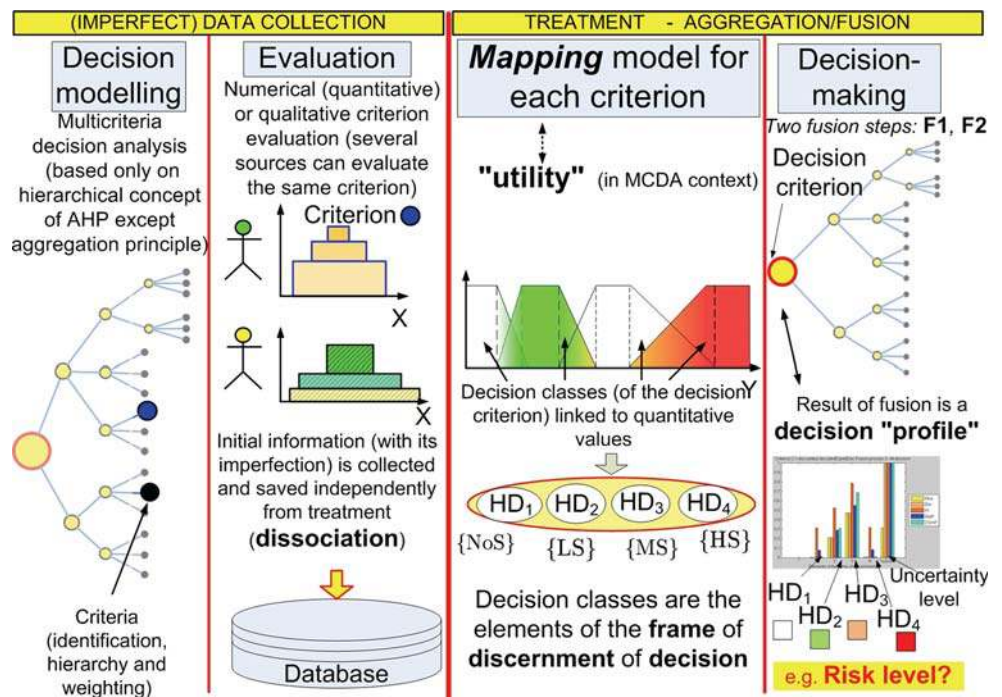 (IMPERFECT) DATA COLLECTION
TREATMENT - AGGREGATION/FUSION
Decision
modelling
Multicriteria
decision analysis
(based only on
hierarchical concept
of AHP except
aggregation principle)
Criteria
(identification,
hierarchy and
weighting)
Evaluation
Numerical (quantitative)
or qualitative criterion
evaluation (several
sources can evaluate
the same criterion)
Criterion
X
X
Initial information (with its
imperfection) is collected
and saved independently
from treatment
(dissociation)
Database
Mapping model for
each criterion
"utility" (in MCDA context)
Y
Decision classes (of the decision
criterion) linked to quantitative
values
HD1 HD2 HD3 HD4
{NoS} {LS} {MS} {HS}
Decision classes are the
elements of the frame of
discernment of decision
Decision-
making
Two fusion steps: F1, F2
Decision
criterion
Result of fusion is a
decision "profile"
Uncertainty
level
HD1
HD2
HD3
HD4
e.g. Risk level?